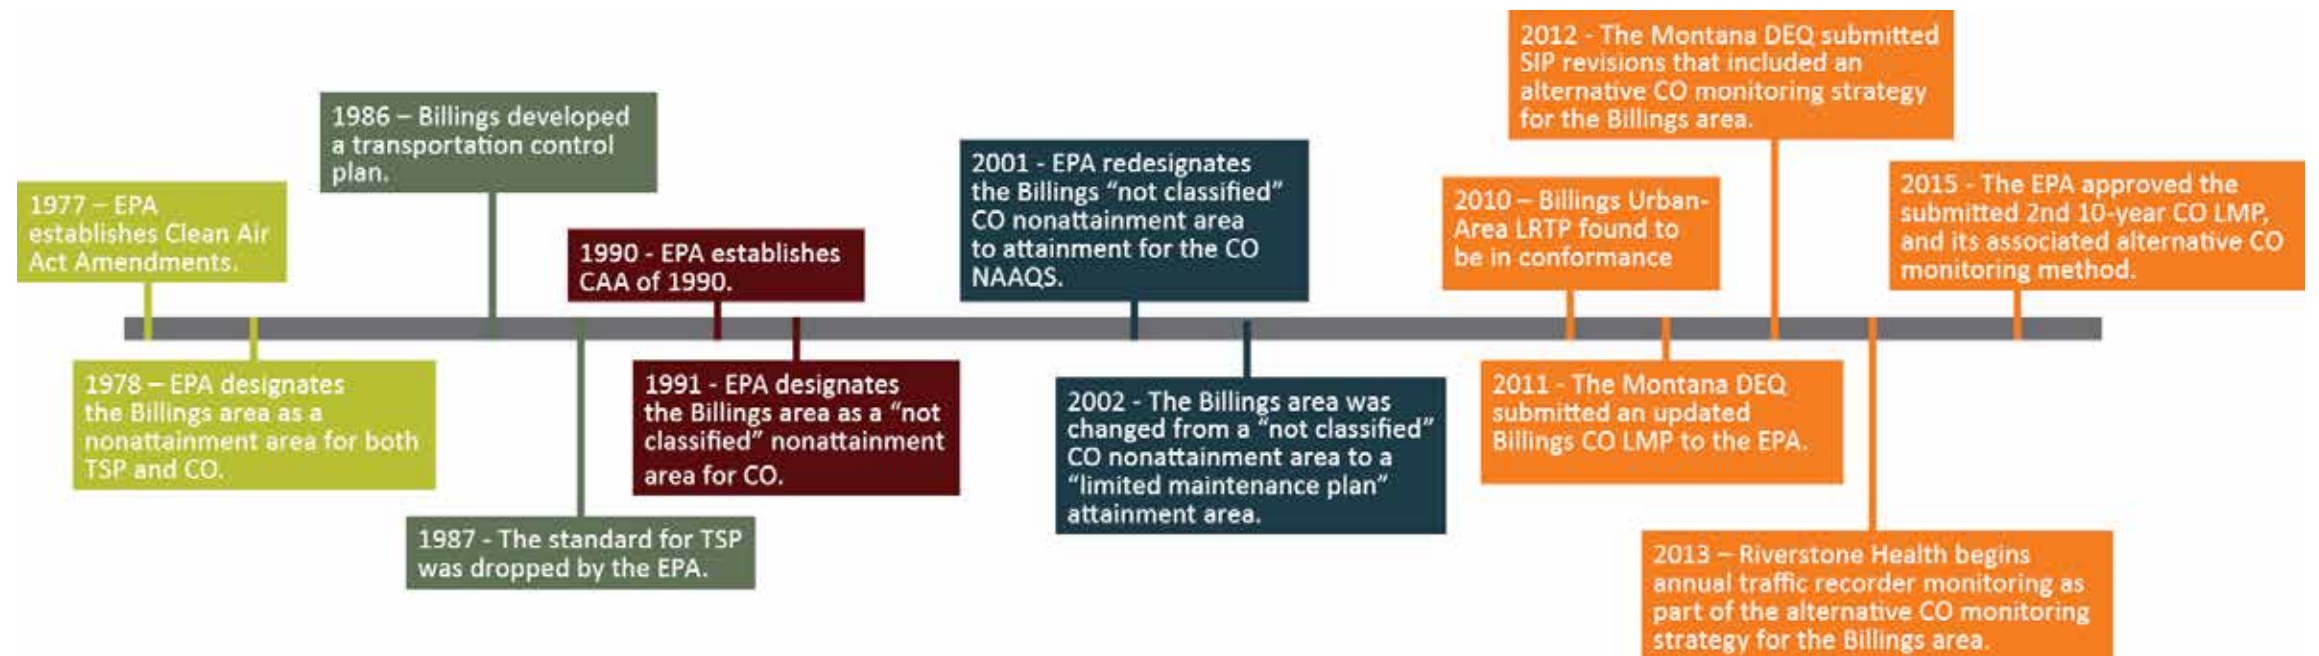 1977 – EPA
establishes Clean Air
Act Amendments.
1978 – EPA designates
the Billings area as a
nonattainment area for both
TSP and CO.
1986 – Billings developed
a transportation control
plan.
1987 - The standard for TSP
was dropped by the EPA.
1990 - EPA establishes
CAA of 1990.
1991 - EPA designates
the Billings area as a “not
classified” nonattainment
area for CO.
2001 - EPA redesignates
the Billings “not classified”
CO nonattainment area
to attainment for the CO
NAAQS.
2002 - The Billings area was
changed from a “not classified”
CO nonattainment area to a
“limited maintenance plan”
attainment area.
2010 – Billings Urban-
Area LRTP found to
be in conformance
2011 - The Montana DEQ
submitted an updated
Billings CO LMP to the EPA.
2012 - The Montana DEQ submitted
SIP revisions that included an
alternative CO monitoring strategy
for the Billings area.
2013 – Riverstone Health begins
annual traffic recorder monitoring as
part of the alternative CO monitoring
strategy for the Billings area.
2015 - The EPA approved the
submitted 2nd 10-year CO LMP,
and its associated alternative CO
monitoring method.